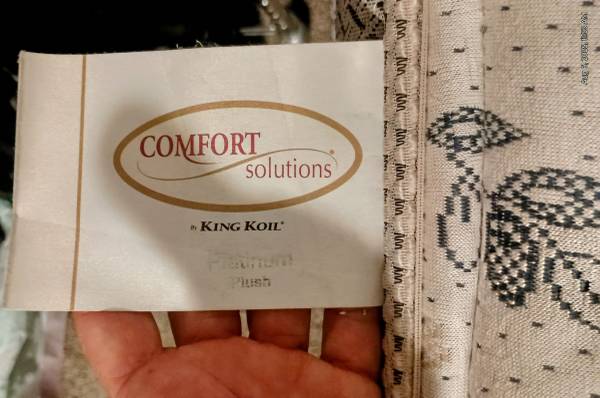 COMFORT
solutions®
By KING KOIL®
Platinum
Plush